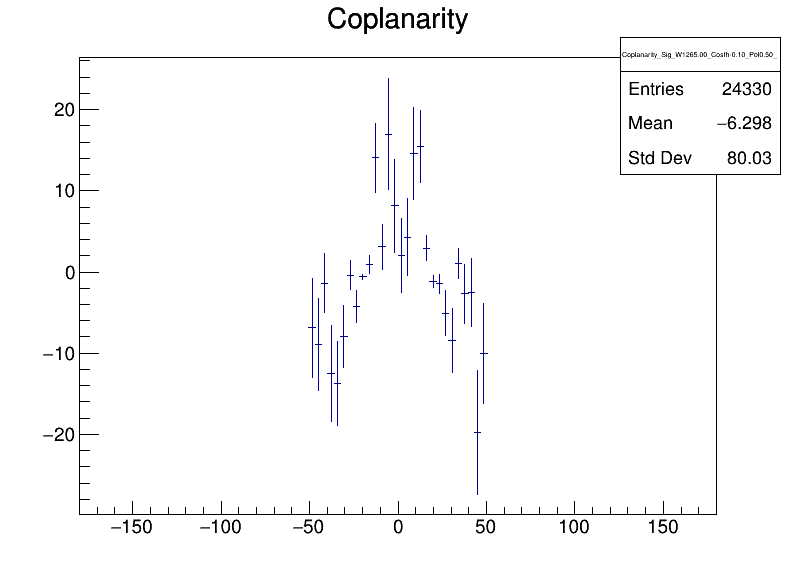 Coplanarity
Coplanarity_Sig_W1265.00_Costh-0.10_Pol0.50_
Entries 24330
Mean −6.298
Std Dev 80.03
20
10
0
−10
−20
−150 −100 −50 0 50 100 150